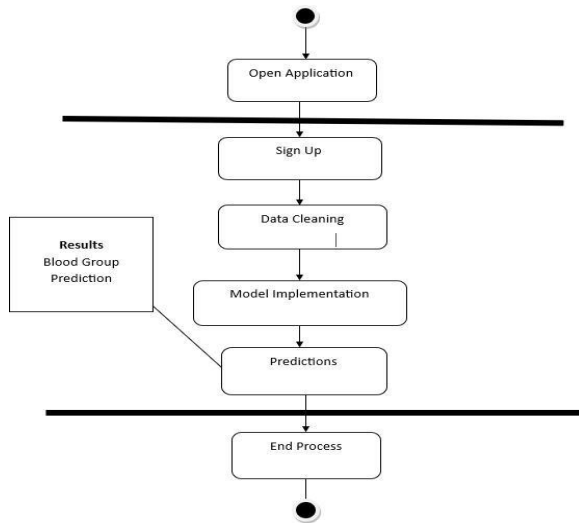 Open Application
Sign Up
Data Cleaning
Results
Blood Group
Prediction
Model Implementation
Predictions
End Process